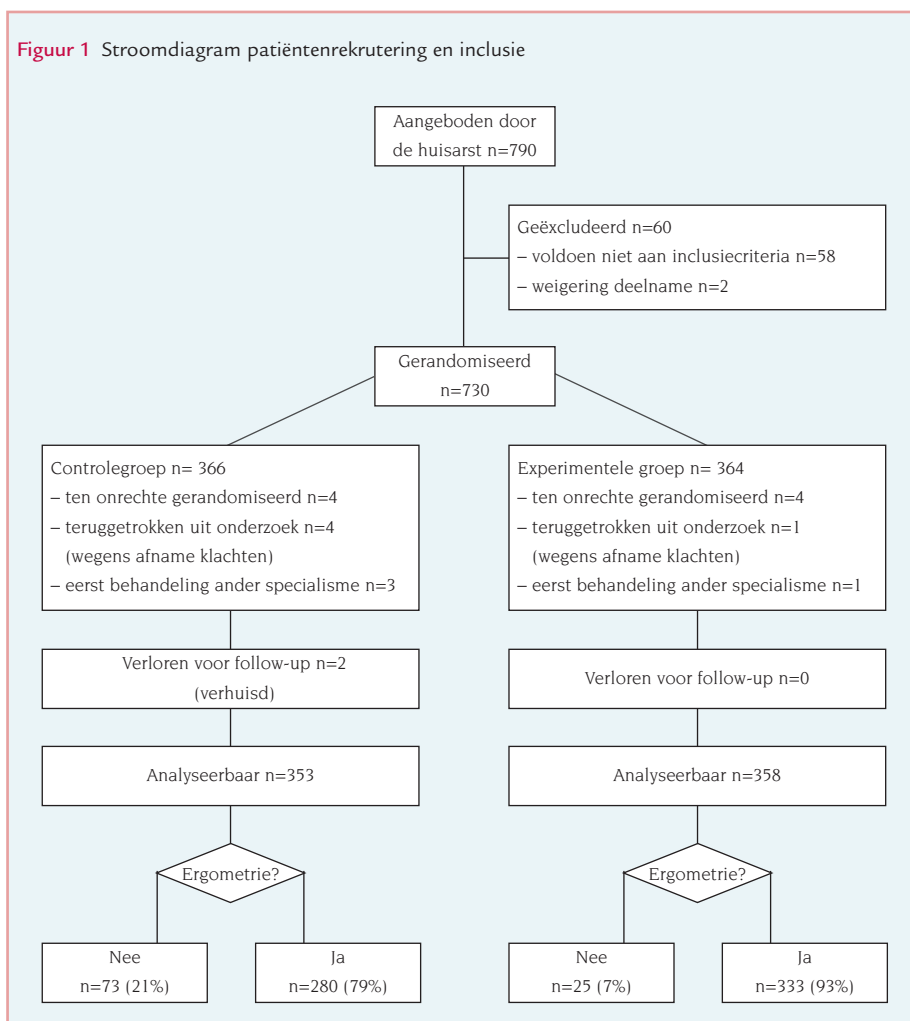 Figuur 1 Stroomdiagram patiëntenrekrutering en inclusie
Aangeboden door
de huisarst n=790
Geëxcludeerd n=60
– voldoen niet aan inclusiecriteria n=58
– weigering deelname n=2
Gerandomiseerd
n=730
Controlegroep n= 366
– ten onrechte gerandomiseerd n=4
– teruggetrokken uit onderzoek n=4
(wegens afname klachten)
– eerst behandeling ander specialisme n=3
Experimentele groep n= 364
– ten onrechte gerandomiseerd n=4
– teruggetrokken uit onderzoek n=1
(wegens afname klachten)
– eerst behandeling ander specialisme n=1
Verloren voor follow-up n=2
(verhuisd)
Verloren voor follow-up n=0
Analyseerbaar n=353
Analyseerbaar n=358
Ergometrie?
Ergometrie?
Nee
n=73 (21%)
Ja
n=280 (79%)
Nee
n=25 (7%)
Ja
n=333 (93%)